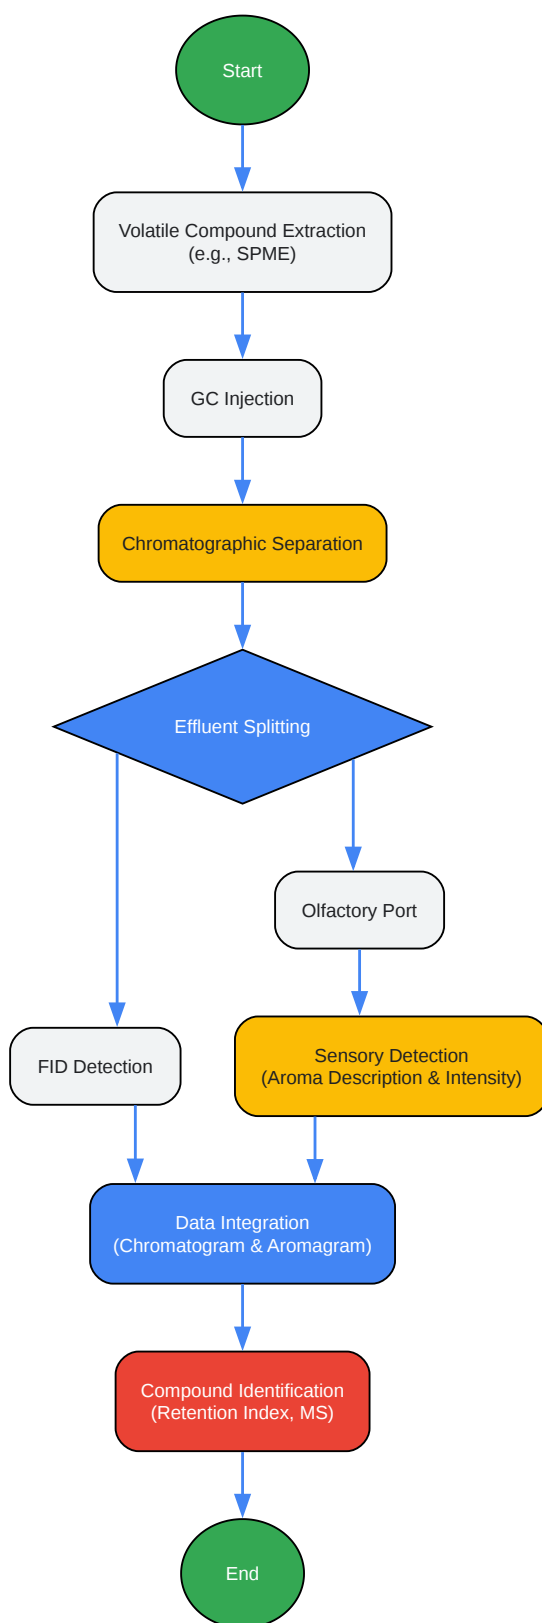 Start
Volatile Compound Extraction
(e.g., SPME)
GC Injection
Chromatographic Separation
Effluent Splitting
Olfactory Port
FID Detection
Sensory Detection
(Aroma Description & Intensity)
Data Integration
(Chromatogram & Aromagram)
Compound Identification
(Retention Index, MS)
End